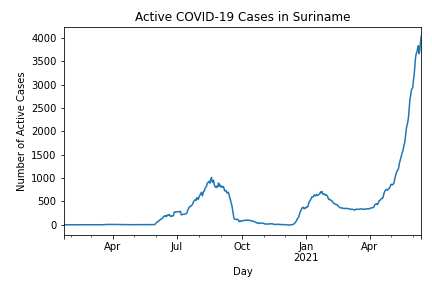 Active COVID-19 Cases in Suriname
Number of Active Cases
4000
3500
3000
2500
2000
1500
1000
500
0
Apr Jul Oct Jan Apr
2021
Day